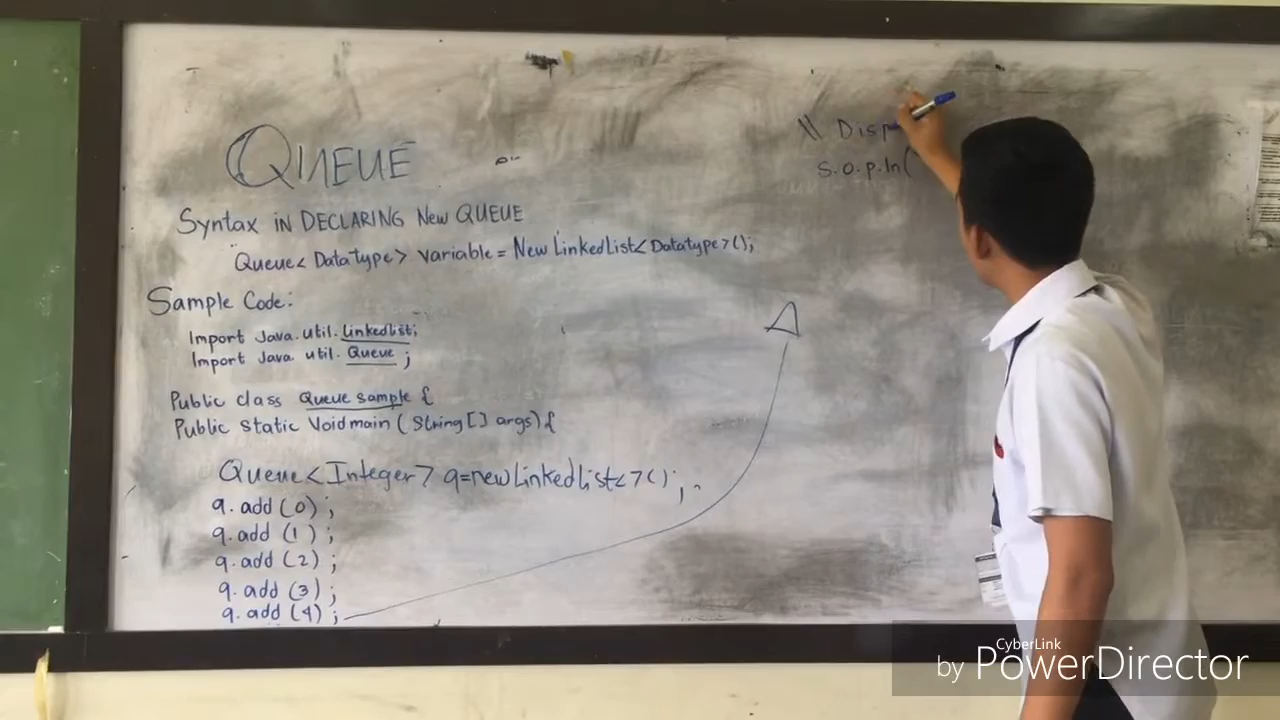 QUEUE
Syntax IN DECLARING New QUEUE
Queue< Datatype> variable = New LinkedList<Datatype>();
Sample Code:
Import Java.util.linkedlist;
Import Java.util.Queue;
Public class Queue sample {
Public static Void main (String[] args){
Queue<Integer> q=new LinkedList<>();
q.add(0);
q.add(1);
q.add(2);
q.add(3);
q.add(4);
\\ Disp
S.o.p.ln("
CyberLink
by PowerDirector